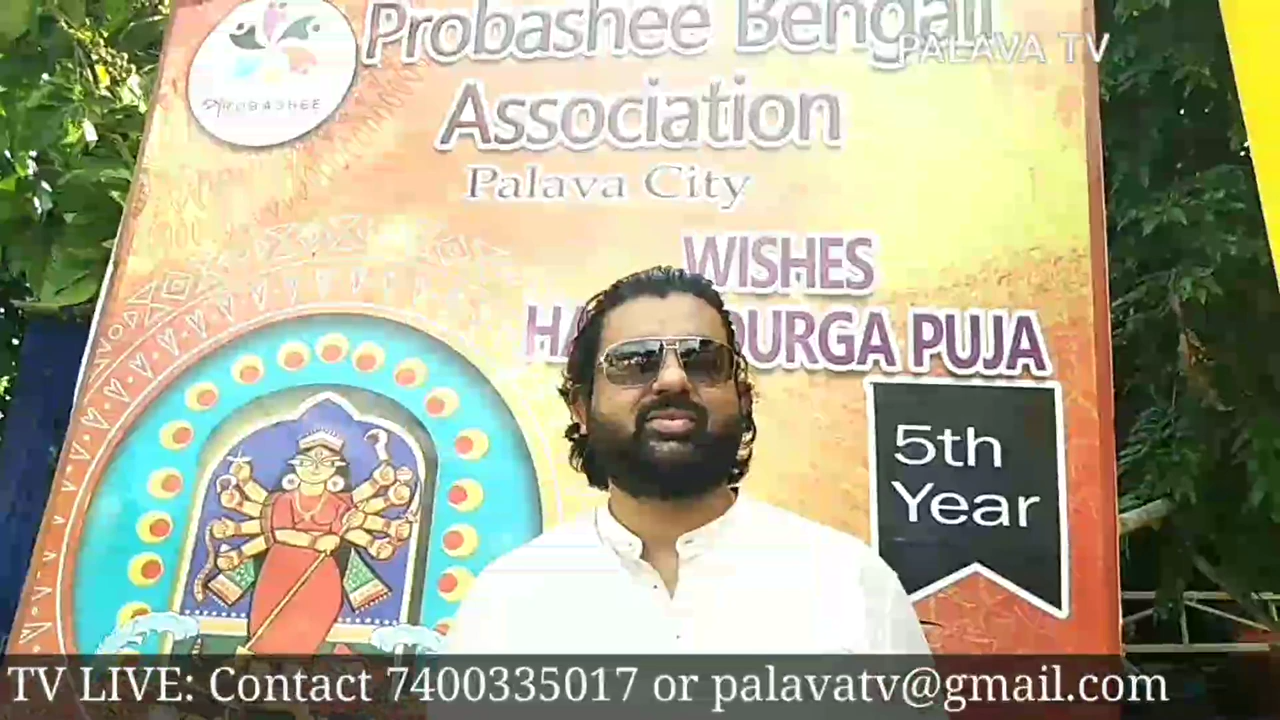 Probashee Bengali
PALAVA TV
PROBASHEE
Association
Palava City
WISHES
DURGA PUJA
5th
Year
TV LIVE: Contact 7400335017 or palavatv@gmail.com